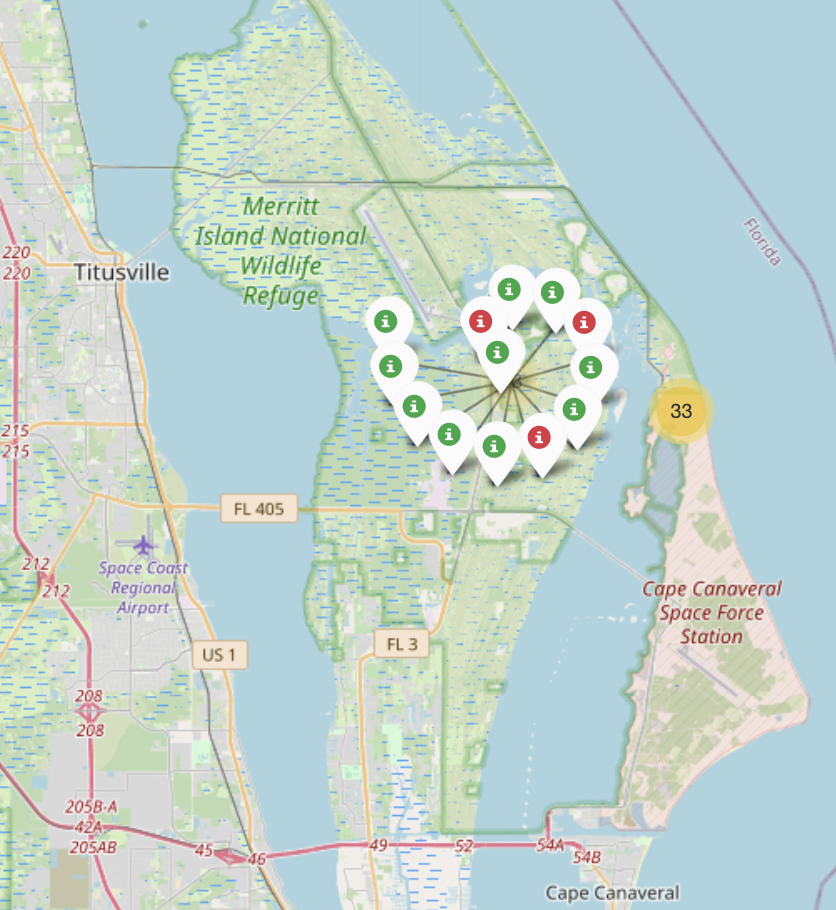 Florida
Merritt
Island National
Wildlife
Refuge
220
220
Titusville
33
215
215
FL 405
212
212
Space Coast
Regional
Airport
Cape Canaveral
Space Force
Station
FL 3
US 1
208
208
205B-A
42A
205AB
45
46
49
52
54A
54B
Cape Canaveral